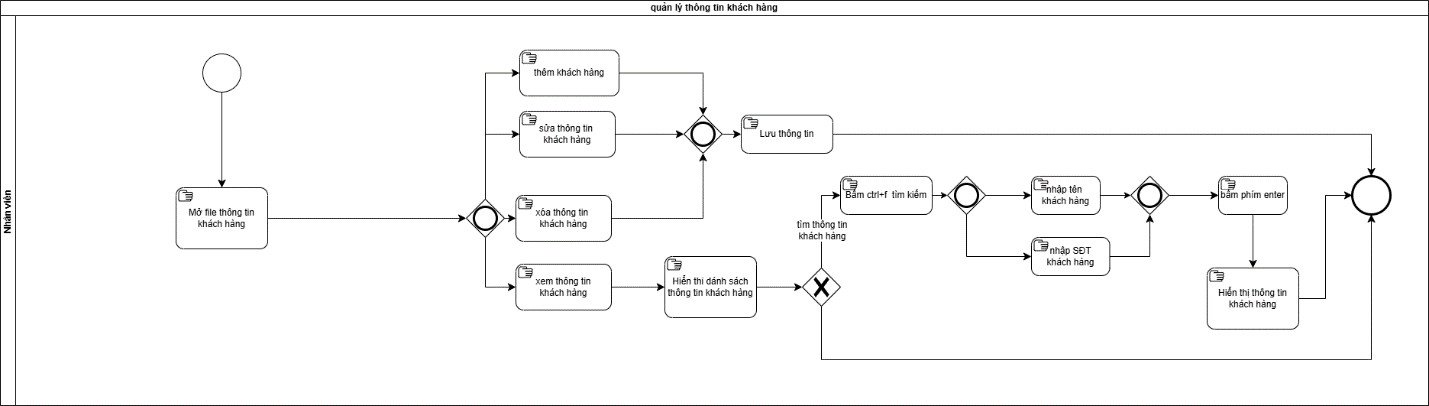 quản lý thông tin khách hàng
Nhân viên
Mở file thông tin
khách hàng
thêm khách hàng
sửa thông tin
khách hàng
xóa thông tin
khách hàng
xem thông tin
khách hàng
Lưu thông tin
Hiển thi dánh sách
thông tin khách hàng
tìm thông tin
khách hàng
Bấm ctrl+f tìm kiếm
nhập tên
khách hàng
nhập SĐT
khách hàng
bấm phím enter
Hiển thị thông tin
khách hàng